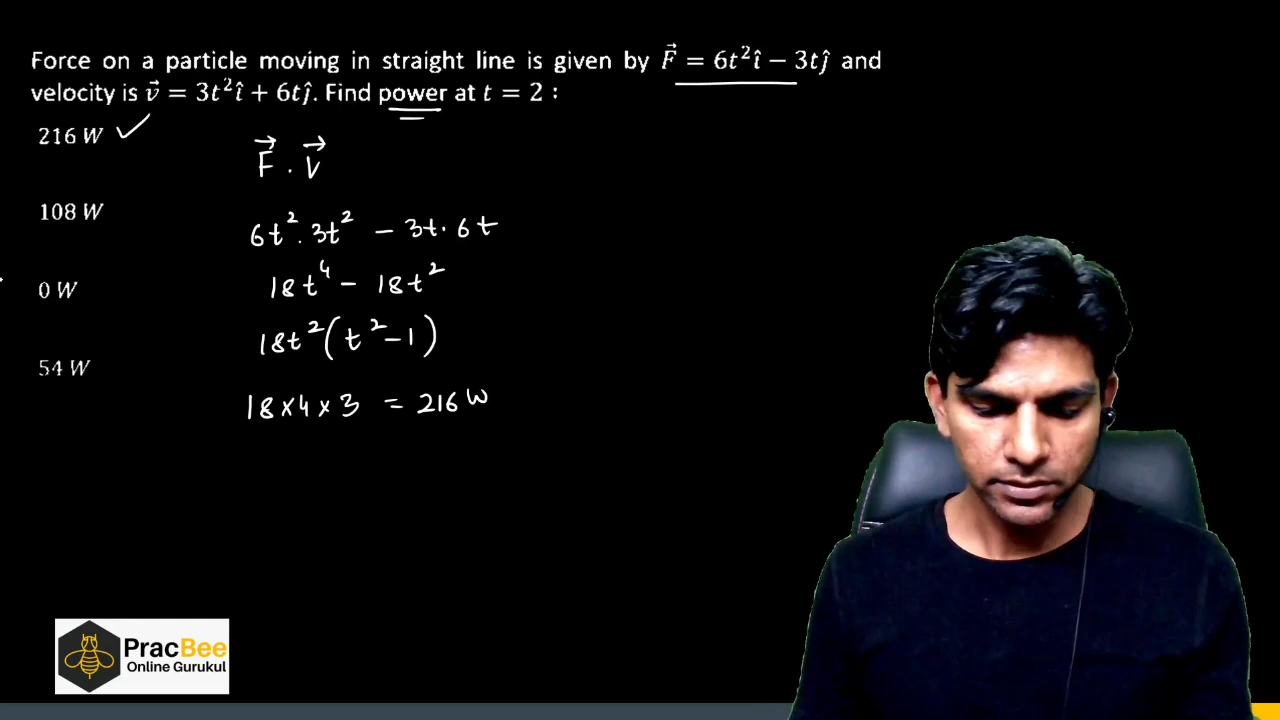 Force on a particle moving in straight line is given by F⃗ = 6t²î − 3tĵ and
velocity is v⃗ = 3t²î + 6tĵ. Find power at t = 2 :
216 W
F⃗ . V⃗
108 W
6t² . 3t² − 3t . 6t
18t⁴ − 18t²
0 W
18t²(t² − 1)
54 W
18 × 4 × 3 = 216 W
PracBee
Online Gurukul